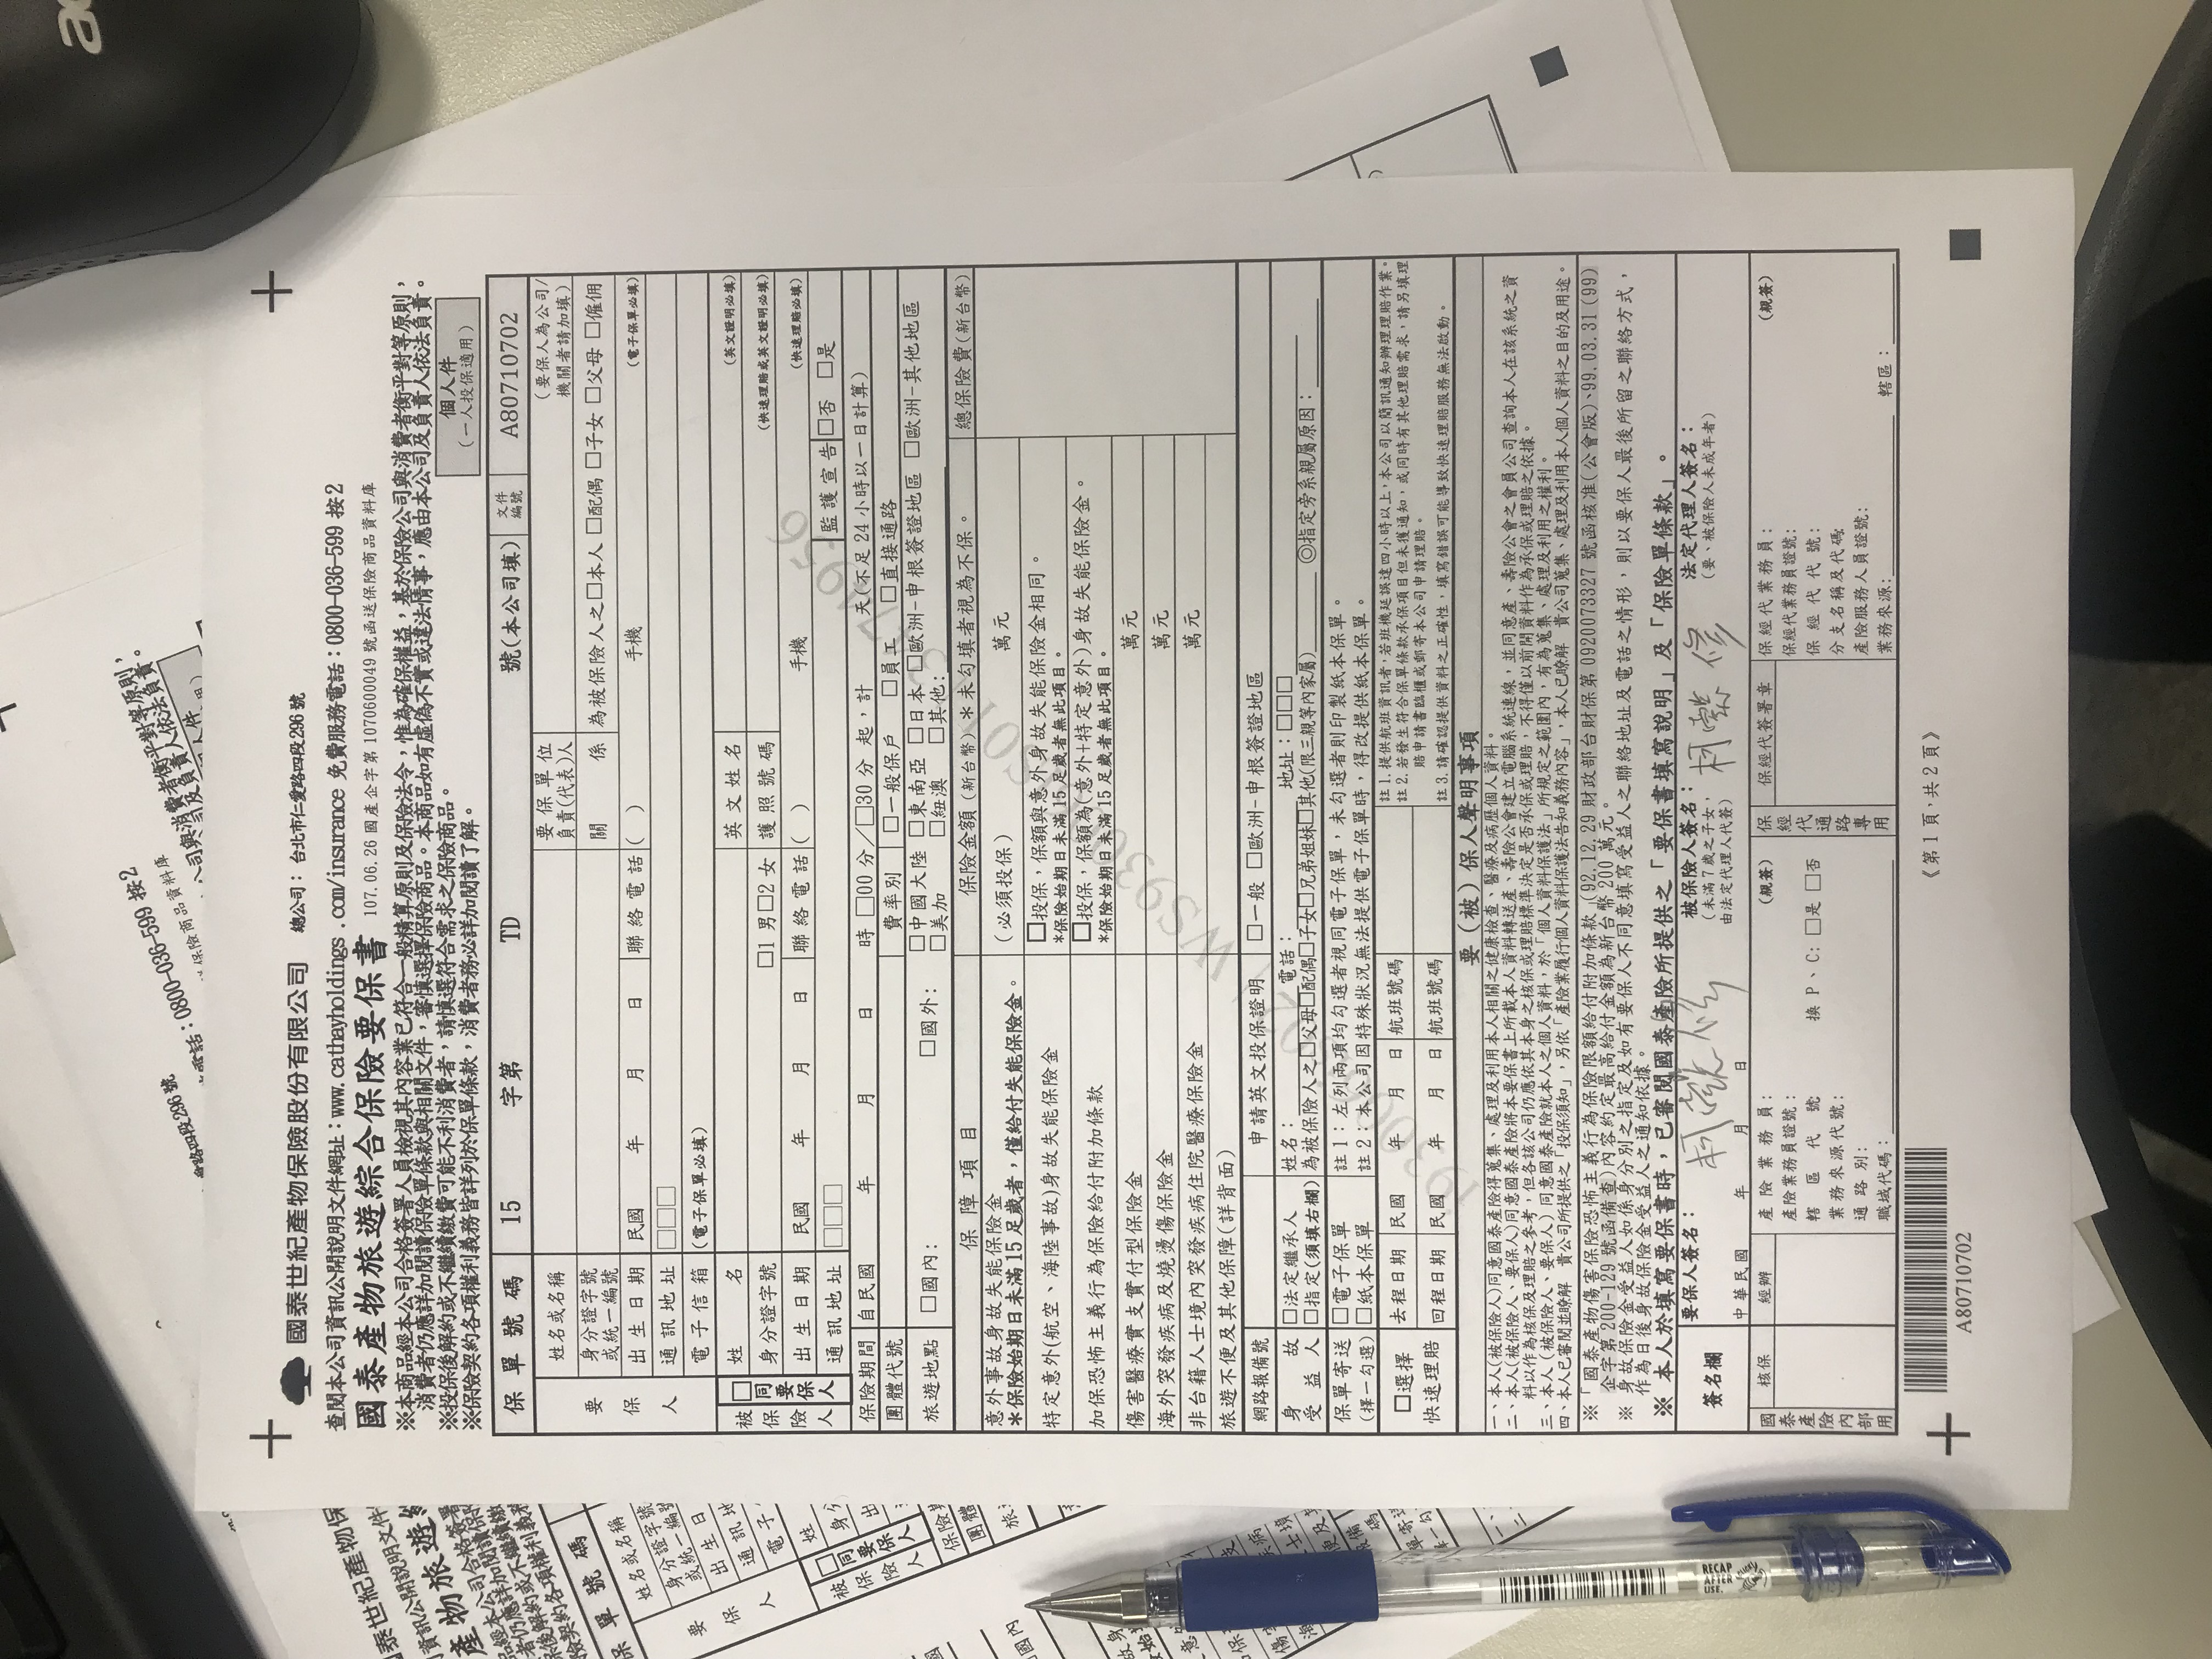 acer
296 號
電話：0800-036-599 按2
保險商品資料庫
公司與消費者衡平對等原則，
司及負責人依法負責。
國泰世紀產物保險股份有限公司 總公司：台北市仁愛路四段296號
查閱本公司資訊公開說明文件網址：www.cathayholdings .com/insurance 免費服務電話：0800-036-599 按2
國泰產物旅遊綜合保險要保書 107.06.26 國產企字第 1070600049 號函送保險商品資料庫
※本商品經本公司合格簽署人員檢視其內容業已符合一般精算原則及保險法令，惟為確保權益，基於保險公司與消費者衡平對等原則，
消費者仍應詳加閱讀保險單條款與相關文件，審慎選擇保險商品。本商品如有虛偽不實或違法情事，應由本公司及負責人依法負責。
※投保後解約或不繼續繳費可能不利消費者，請慎選符合需求之保險商品。
※保險契約各項權利義務皆詳列於保單條款，消費者務必詳加閱讀了解。
個人件
（一人投保適用）
保單號碼 15 字第 TD 號(本公司填) 文件編號 A80710702
要保人
姓名或名稱 要保單位負責(代表)人 (要保人為公司/機關者請加填)
身分證字號或統一編號 關係 為被保險人之□本人 □配偶 □子女 □父母 □僱佣
出生日期 民國 年 月 日 聯絡電話 ( ) 手機 (電子保單必填)
通訊地址 □□□
電子信箱 (電子保單必填)
被保險人 □同要保人
姓名 英文姓名 (英文證明必填)
身分證字號 □1 男□2 女 護照號碼 (快速理賠或英文證明必填)
出生日期 民國 年 月 日 聯絡電話 ( ) 手機 (快速理賠必填)
通訊地址 □□□ 監護宣告 □否 □是
保險期間 自民國 年 月 日 時 □00 分／□30 分 起，計 天(不足24小時以一日計算)
團體代號 費率別 □一般保戶 □員工 □直接通路
旅遊地點 □國內： □國外： □中國大陸 □東南亞 □日本 □歐洲-申根簽證地區 □歐洲-其他地區
□美加 □紐澳 □其他：
保障項目 保險金額（新台幣）＊未勾填者視為不保。 總保險費(新台幣)
意外事故身故失能保險金 （必須投保） 萬元
＊保險始期日未滿15足歲者，僅給付失能保險金。
特定意外(航空、海陸事故)身故失能保險金 □投保，保額與意外身故失能保險金相同。
*保險始期日未滿15足歲者無此項目。
加保恐怖主義行為保險給付附加條款 □投保，保額為(意外+特定意外)身故失能保險金。
*保險始期日未滿15足歲者無此項目。
傷害醫療實支實付型保險金 萬元
海外突發疾病及燒燙傷保險金 萬元
非台籍人士境內突發疾病住院醫療保險金 萬元
旅遊不便及其他保障(詳背面)
網路報備號 申請英文投保證明 □一般 □歐洲-申根簽證地區
身故受益人 □法定繼承人 姓名： 電話： 地址：□□□
□指定(須填右欄) 為被保險人之□父母□配偶□子女□兄弟姐妹□其他(限三親等內家屬) ◎指定旁系親屬原因：
保單寄送 □電子保單 註1：左列兩項均勾選者視同電子保單，未勾選者則印製紙本保單。
(擇一勾選) □紙本保單 註2：本公司因特殊狀況無法提供電子保單時，得改提供紙本保單。
□選擇快速理賠
去程日期 民國 年 月 日 航班號碼
回程日期 民國 年 月 日 航班號碼
註1.提供航班資訊者，若班機延誤達四小時以上，本公司以簡訊通知辦理理賠作業。
註2.若發生符合保單條款承保項目但未獲通知，或同時有其他理賠需求，請另填理
賠申請書臨櫃或郵寄本公司申請理賠。
註3.請確認提供資料之正確性，填寫錯誤可能導致快速理賠服務無法啟動。
要（被）保人聲明事項
一、本人(被保險人)同意國泰產險得蒐集、處理及利用本人相關之健康檢查、醫療及病歷個人資料。
二、本人(被保險人、要保人)同意國泰產險將本要保書上所載本人資料轉送產、壽險公會建立電腦系統連線，並同意產、壽險公會之會員公司查詢本人在該系統之資
料以作為核保及理賠之參考，但各該公司仍應依其本身之核保或理賠標準決定是否承保或理賠，不得僅以前開資料作為承保或理賠之依據。
三、本人（被保險人、要保人）同意國泰產險就本人之個人資料，於「個人資料保護法」所規定之範圍內，有為蒐集、處理及利用之權利。
四、本人已審閱並瞭解 貴公司所提供之「投保須知」，另依「產險業履行個人資料保護法告知義務內容」，本人已瞭解 貴公司蒐集、處理及利用本人個人資料之目的及用途。
※「國泰產物傷害保險恐怖主義行為保險限額給付附加條款」(92.12.29 財政部台財保第 0920073327 號函核准(公會版)、99.03.31(99)
企字第 200-129 號函備查)內容約定最高給付金額為新台幣 200 萬元。
※ 身故保險金受益人如係身分別之指定及如有要保人不同意填寫受益人之聯絡地址及電話之情形，則以要保人最後所留之聯絡方式，
作為日後身故保險金受益人之通知依據。
※ 本人於填寫要保書時，已審閱國泰產險所提供之「要保書填寫說明」及「保險單條款」。
簽名欄 要保人簽名： 柯懿修 被保險人簽名： 柯懿修 法定代理人簽名：
(未滿7歲之子女，由法定代理人代簽) (要、被保險人未成年者)
中華民國 年 月 日
國泰產險內部用 核保 經辦 產險業務員： (親簽) 保經代通路專用 保經代簽署章 保經代業務員： (親簽)
產險業務員證號： 保經代業務員證號：
轄區代號 換 P、C：□是 □否 保經代代號：
業務來源代號： 分支名稱及代碼：
通路別： 產險服務人員證號：
職域代碼： 業務來源： 轄區：
A80710702
《第1頁，共2頁》